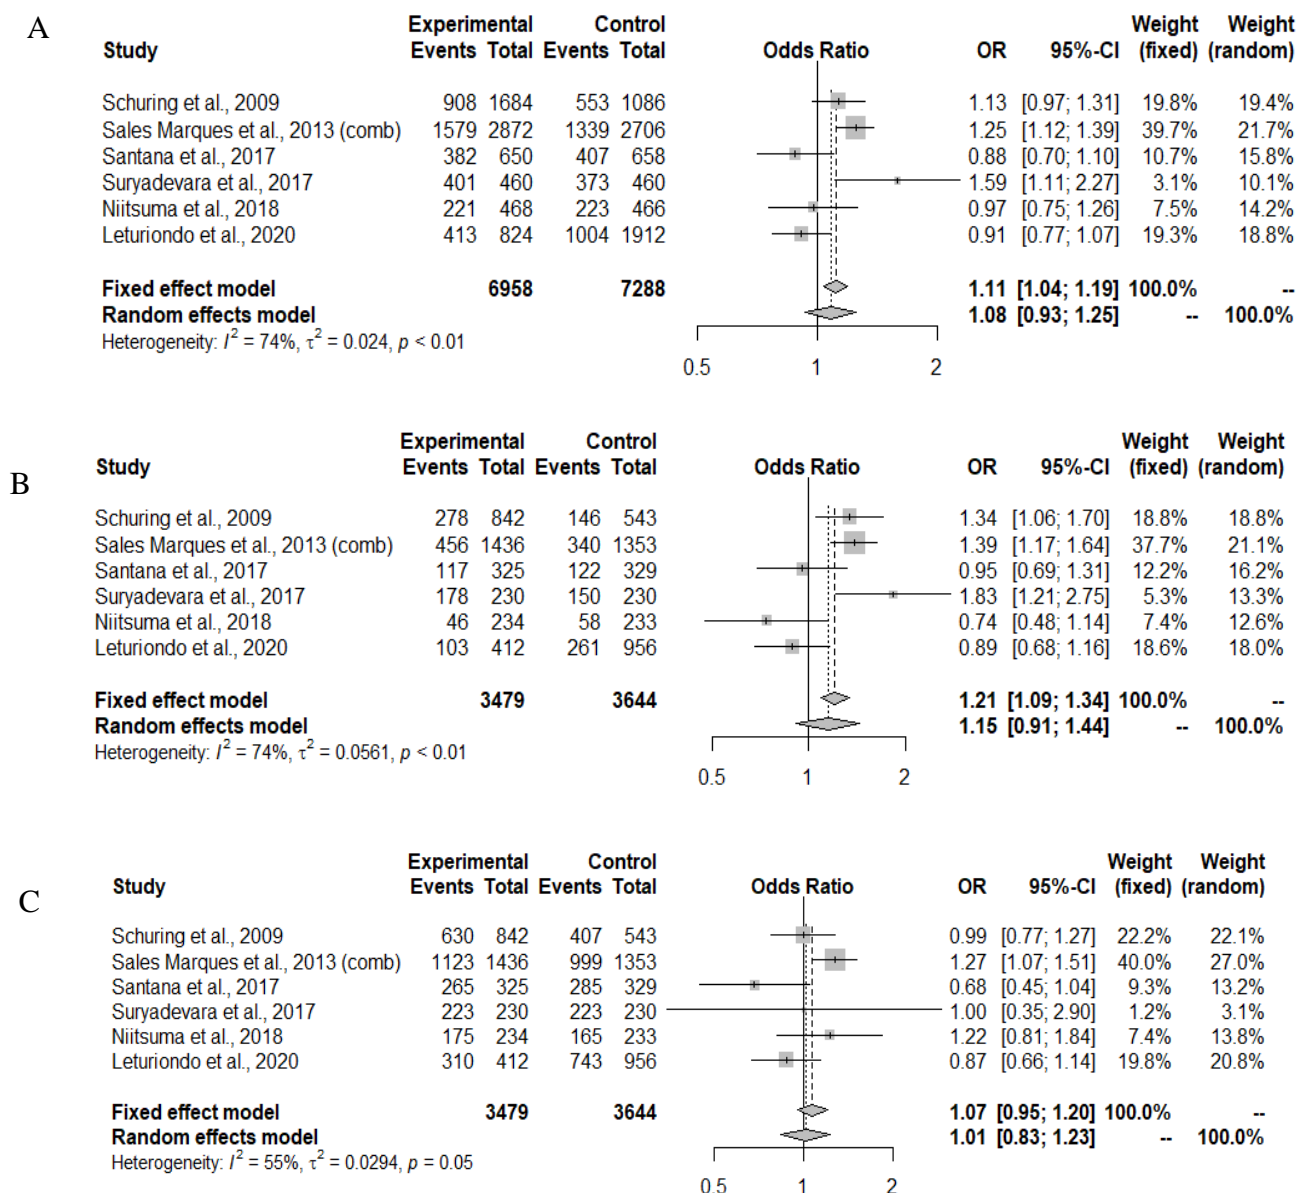 A
Experimental Control Weight Weight
Study Events Total Events Total Odds Ratio OR 95%-CI (fixed) (random)
Schuring et al., 2009 908 1684 553 1086 1.13 [0.97; 1.31] 19.8% 19.4%
Sales Marques et al., 2013 (comb) 1579 2872 1339 2706 1.25 [1.12; 1.39] 39.7% 21.7%
Santana et al., 2017 382 650 407 658 0.88 [0.70; 1.10] 10.7% 15.8%
Suryadevara et al., 2017 401 460 373 460 1.59 [1.11; 2.27] 3.1% 10.1%
Niitsuma et al., 2018 221 468 223 466 0.97 [0.75; 1.26] 7.5% 14.2%
Leturiondo et al., 2020 413 824 1004 1912 0.91 [0.77; 1.07] 19.3% 18.8%
Fixed effect model 6958 7288 1.11 [1.04; 1.19] 100.0% --
Random effects model 1.08 [0.93; 1.25] -- 100.0%
Heterogeneity: I² = 74%, τ² = 0.024, p < 0.01
0.5 1 2
Experimental Control Weight Weight
Study Events Total Events Total Odds Ratio OR 95%-CI (fixed) (random)
B
Schuring et al., 2009 278 842 146 543 1.34 [1.06; 1.70] 18.8% 18.8%
Sales Marques et al., 2013 (comb) 456 1436 340 1353 1.39 [1.17; 1.64] 37.7% 21.1%
Santana et al., 2017 117 325 122 329 0.95 [0.69; 1.31] 12.2% 16.2%
Suryadevara et al., 2017 178 230 150 230 1.83 [1.21; 2.75] 5.3% 13.3%
Niitsuma et al., 2018 46 234 58 233 0.74 [0.48; 1.14] 7.4% 12.6%
Leturiondo et al., 2020 103 412 261 956 0.89 [0.68; 1.16] 18.6% 18.0%
Fixed effect model 3479 3644 1.21 [1.09; 1.34] 100.0% --
Random effects model 1.15 [0.91; 1.44] -- 100.0%
Heterogeneity: I² = 74%, τ² = 0.0561, p < 0.01
0.5 1 2
Experimental Control Weight Weight
Study Events Total Events Total Odds Ratio OR 95%-CI (fixed) (random)
C
Schuring et al., 2009 630 842 407 543 0.99 [0.77; 1.27] 22.2% 22.1%
Sales Marques et al., 2013 (comb) 1123 1436 999 1353 1.27 [1.07; 1.51] 40.0% 27.0%
Santana et al., 2017 265 325 285 329 0.68 [0.45; 1.04] 9.3% 13.2%
Suryadevara et al., 2017 223 230 223 230 1.00 [0.35; 2.90] 1.2% 3.1%
Niitsuma et al., 2018 175 234 165 233 1.22 [0.81; 1.84] 7.4% 13.8%
Leturiondo et al., 2020 310 412 743 956 0.87 [0.66; 1.14] 19.8% 20.8%
Fixed effect model 3479 3644 1.07 [0.95; 1.20] 100.0% --
Random effects model 1.01 [0.83; 1.23] -- 100.0%
Heterogeneity: I² = 55%, τ² = 0.0294, p = 0.05
0.5 1 2